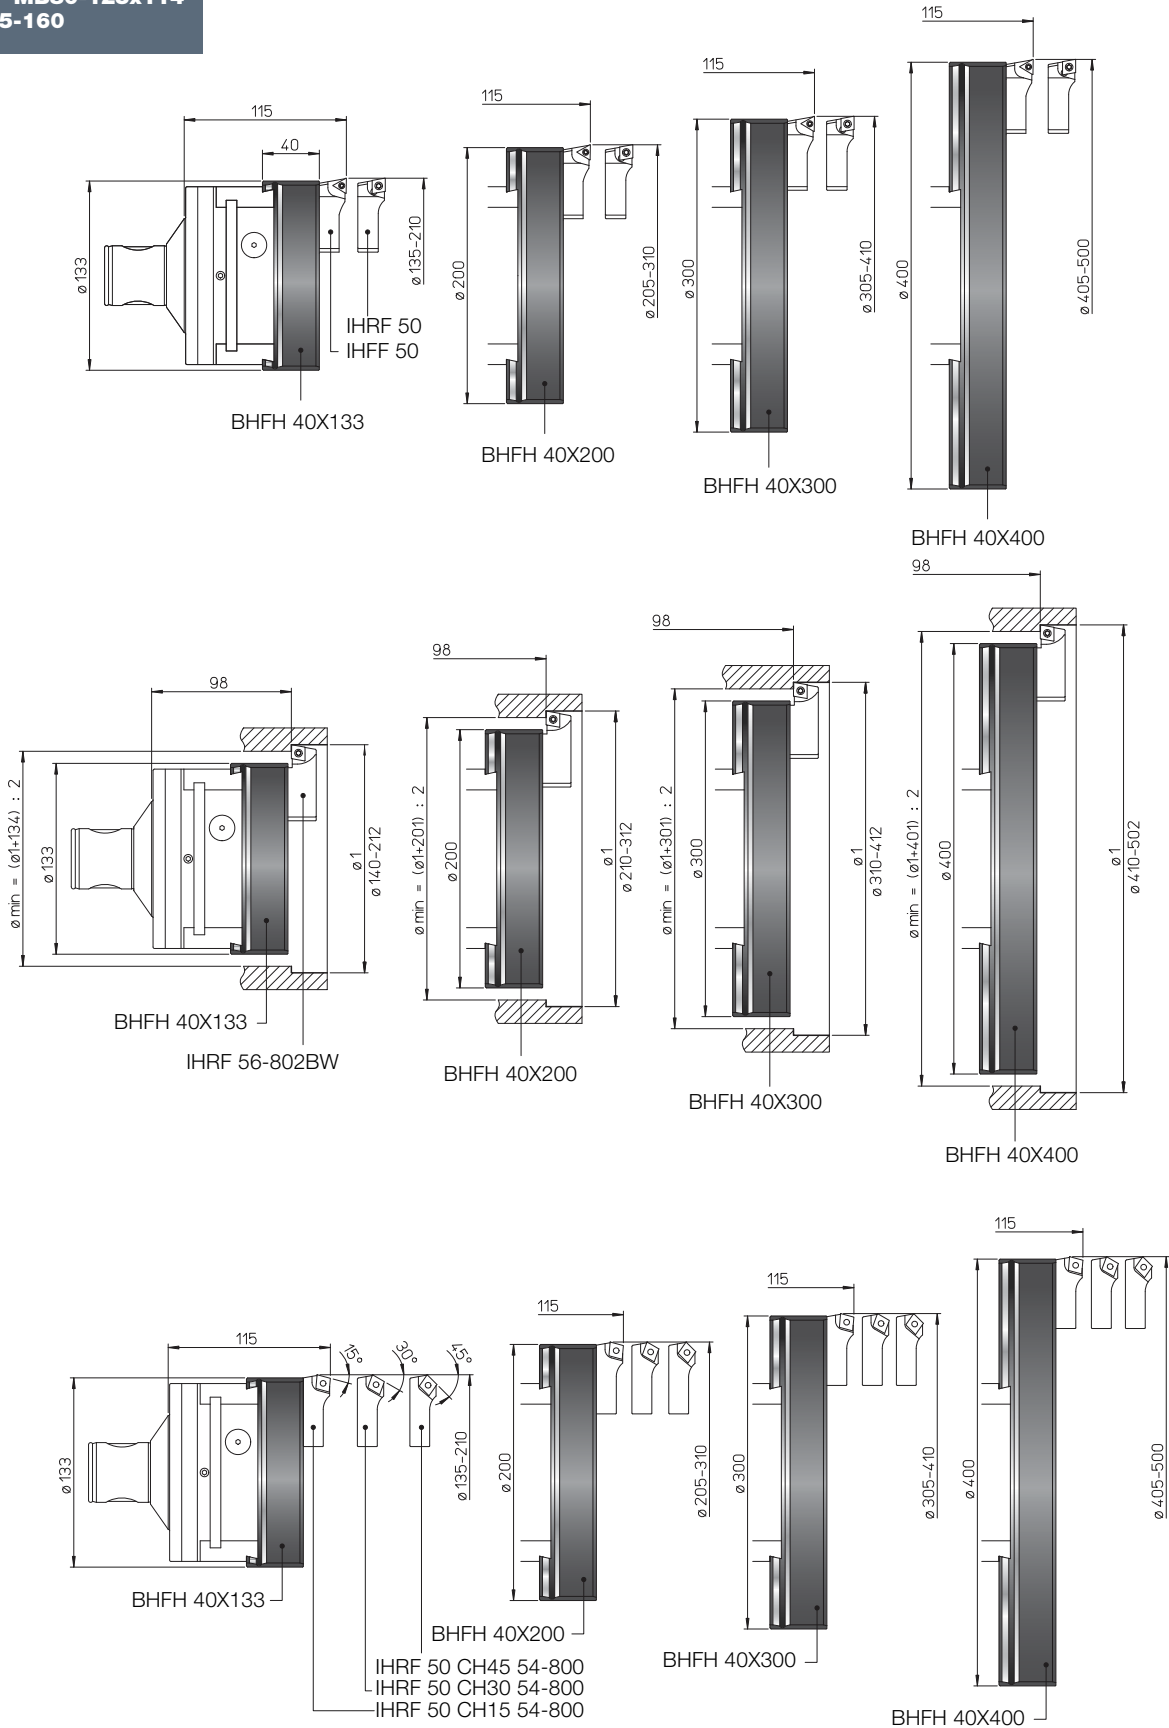 5-160
115
115
115
115
40
ø133
ø135-210
ø200
ø205-310
ø300
ø305-410
ø400
ø405-500
IHRF 50
IHFF 50
BHFH 40X133
BHFH 40X200
BHFH 40X300
BHFH 40X400
98
98
98
98
ømin = (ø1+134) : 2
ø133
ø1
ø140-212
ømin = (ø1+201) : 2
ø200
ø1
ø210-312
ømin = (ø1+301) : 2
ø300
ø1
ø310-412
ømin = (ø1+401) : 2
ø400
ø1
ø410-502
BHFH 40X133
IHRF 56-802BW
BHFH 40X200
BHFH 40X300
BHFH 40X400
115
115
115
115
15°
30°
45°
ø133
ø135-210
ø200
ø205-310
ø300
ø305-410
ø400
ø405-500
BHFH 40X133
BHFH 40X200
BHFH 40X300
BHFH 40X400
IHRF 50 CH45 54-800
IHRF 50 CH30 54-800
IHRF 50 CH15 54-800